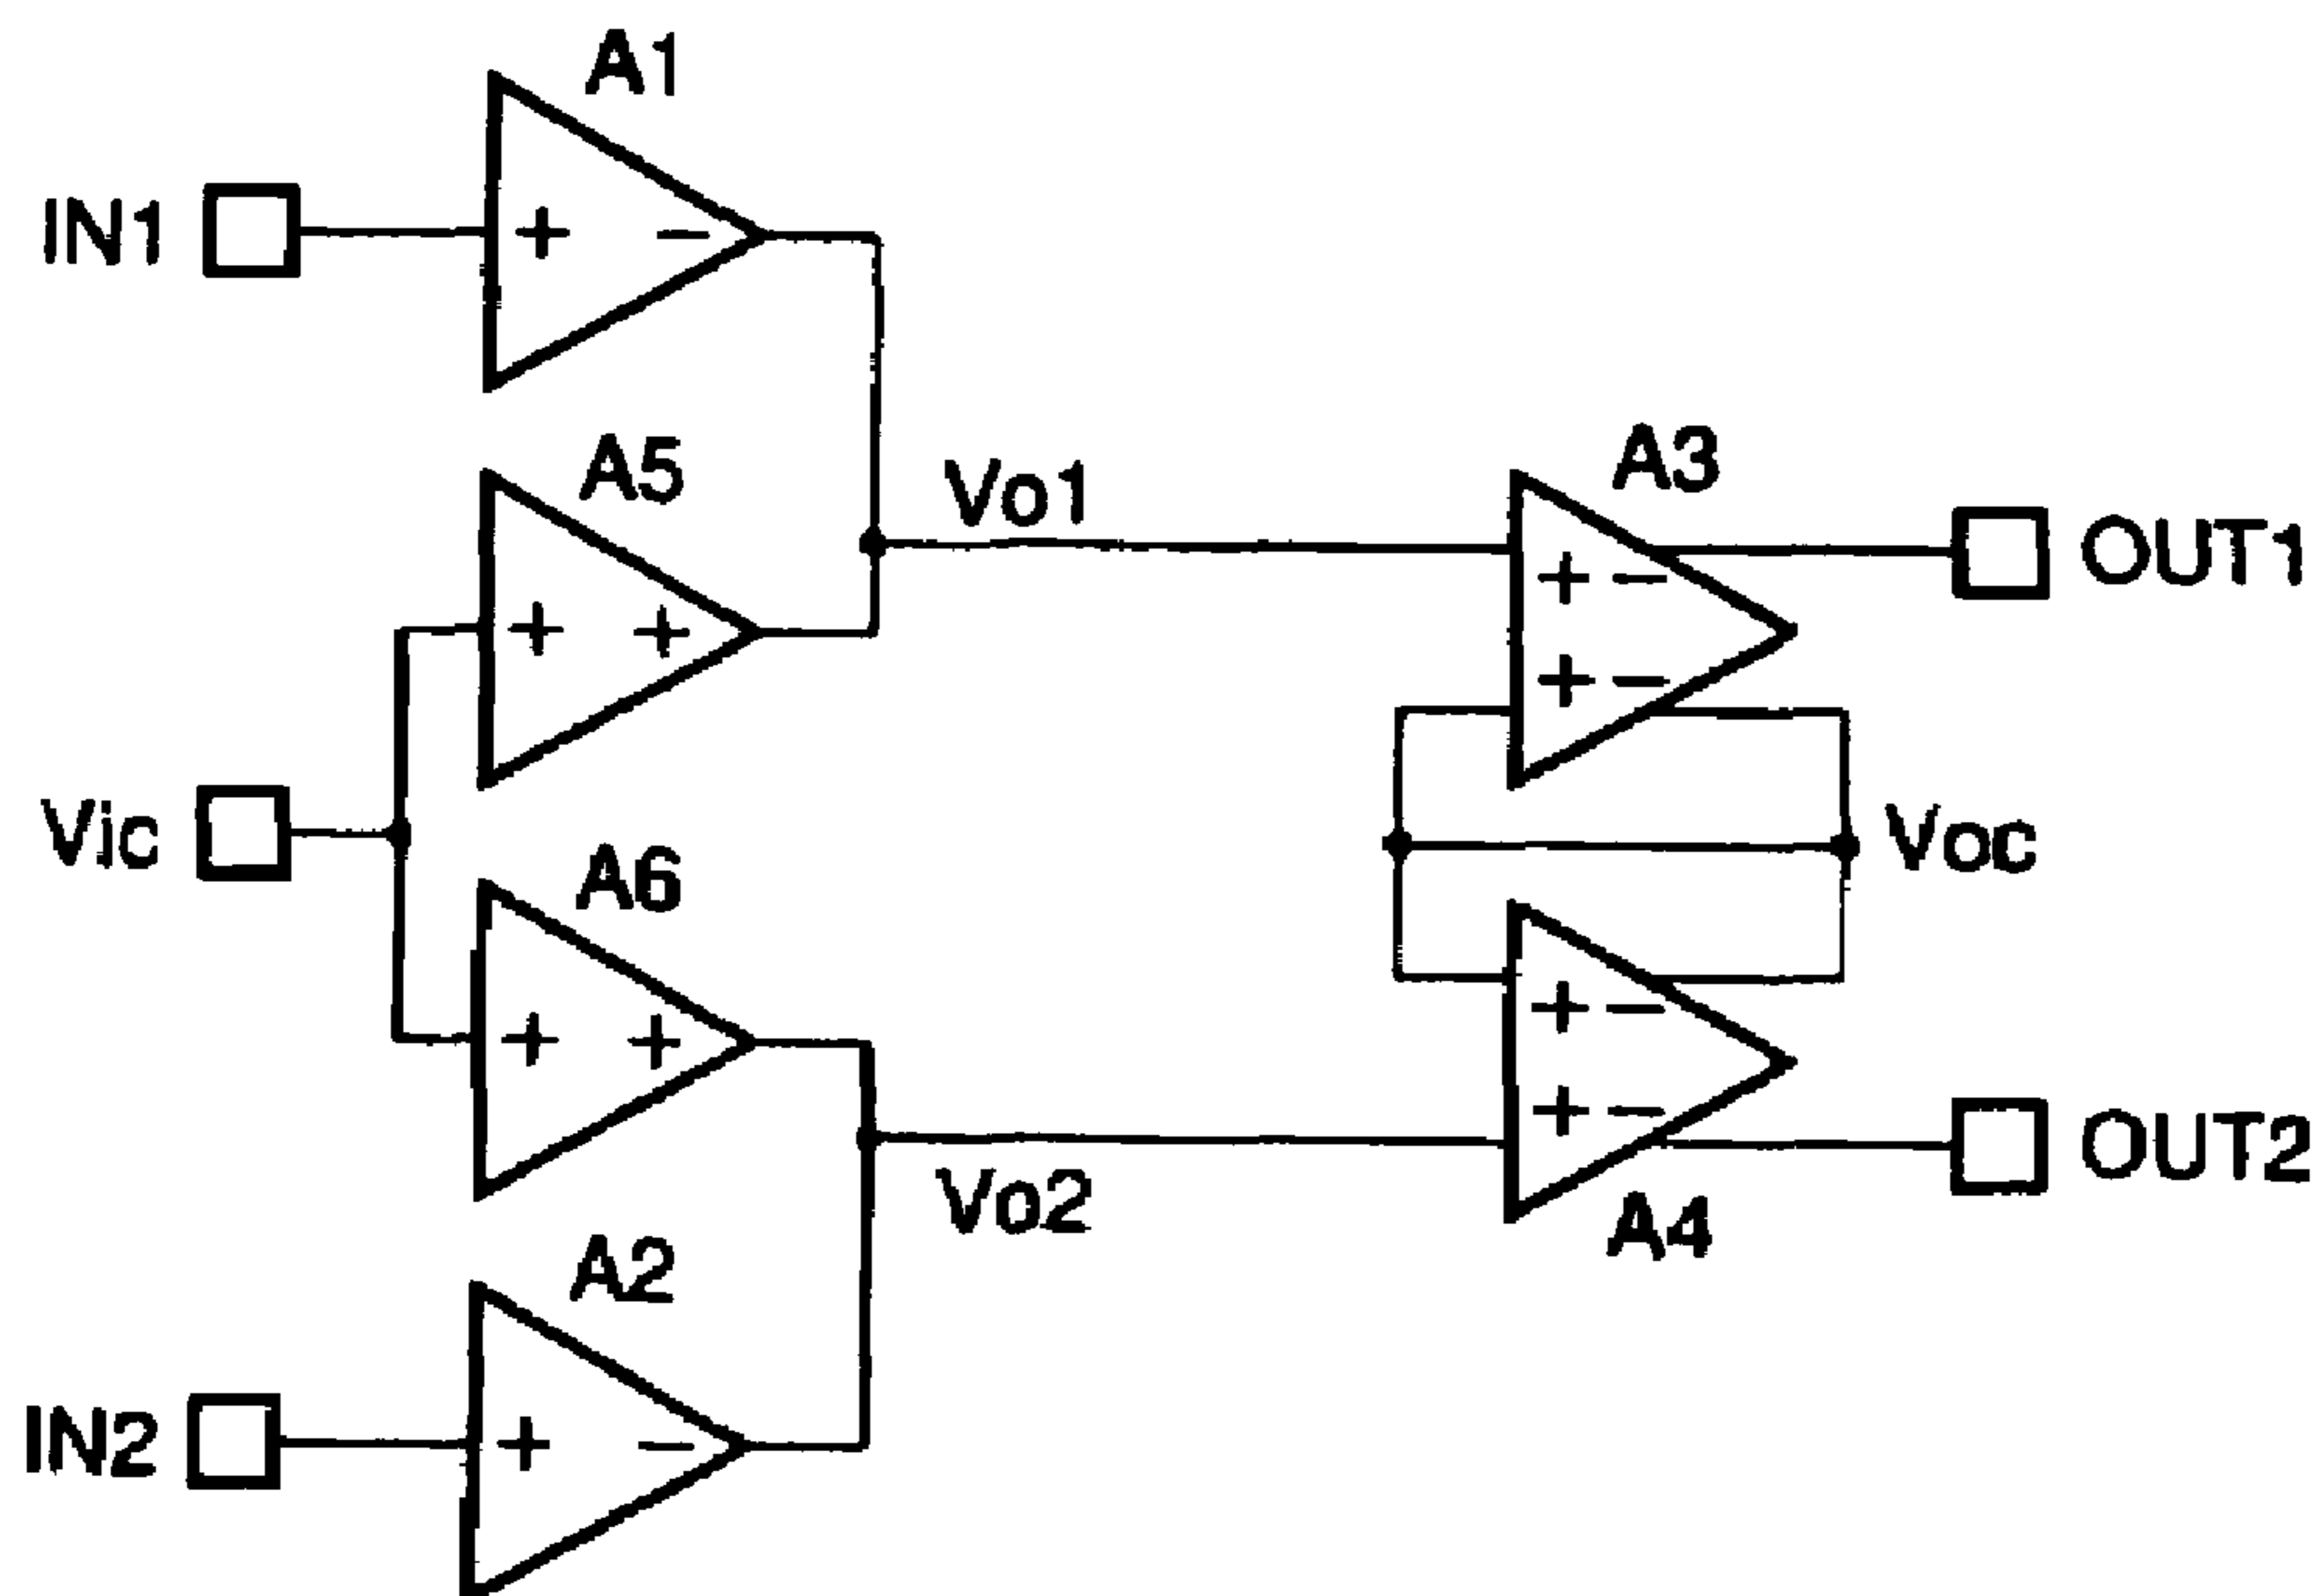 A1
IN1
+ −
A5
Vo1
A3
OUT1
+ −
+ +
+ −
Vic
Voc
A6
+ −
+ +
+ −
Vo2
OUT2
A4
A2
IN2
+ −